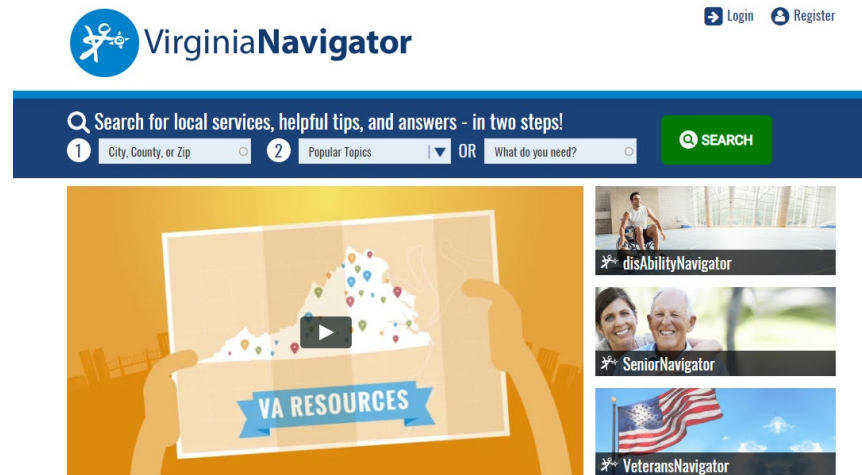 Login
Register
VirginiaNavigator
Search for local services, helpful tips, and answers - in two steps!
1 City, County, or Zip 2 Popular Topics OR What do you need? SEARCH
VA RESOURCES
disAbilityNavigator
SeniorNavigator
VeteransNavigator